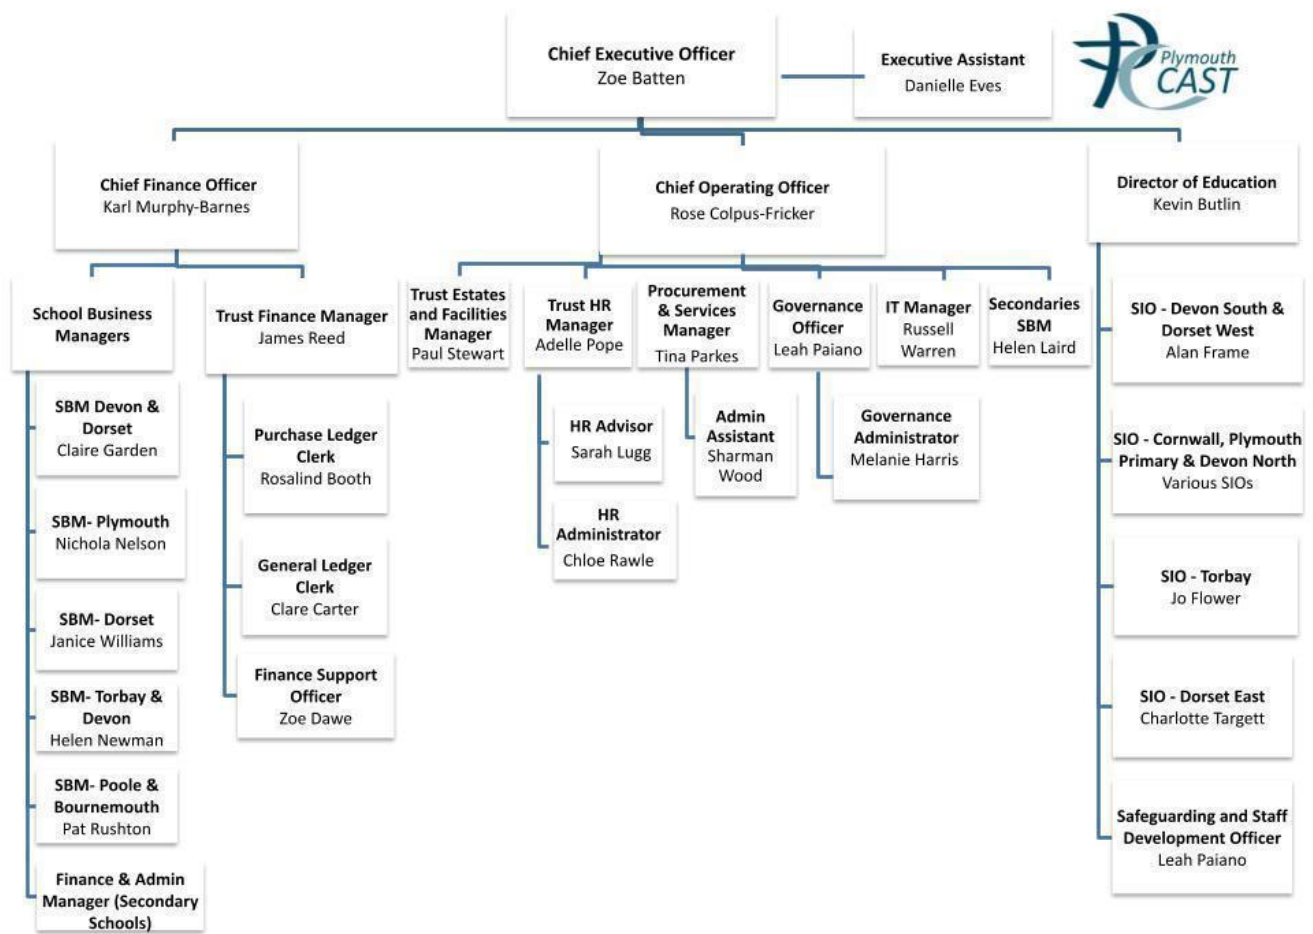 Chief Executive Officer
Zoe Batten
Executive Assistant
Danielle Eves
Plymouth
CAST
Chief Finance Officer
Karl Murphy-Barnes
Chief Operating Officer
Rose Colpus-Fricker
Director of Education
Kevin Butlin
School Business
Managers
Trust Finance Manager
James Reed
Trust Estates
and Facilities
Manager
Paul Stewart
Trust HR
Manager
Adelle Pope
Procurement
& Services
Manager
Tina Parkes
Governance
Officer
Leah Paiano
IT Manager
Russell
Warren
Secondaries
SBM
Helen Laird
SBM Devon &
Dorset
Claire Garden
SBM- Plymouth
Nichola Nelson
SBM- Dorset
Janice Williams
SBM- Torbay &
Devon
Helen Newman
SBM- Poole &
Bournemouth
Pat Rushton
Finance & Admin
Manager (Secondary
Schools)
Purchase Ledger
Clerk
Rosalind Booth
General Ledger
Clerk
Clare Carter
Finance Support
Officer
Zoe Dawe
HR Advisor
Sarah Lugg
HR
Administrator
Chloe Rawle
Admin
Assistant
Sharman
Wood
Governance
Administrator
Melanie Harris
SIO - Devon South &
Dorset West
Alan Frame
SIO - Cornwall, Plymouth
Primary & Devon North
Various SIOs
SIO - Torbay
Jo Flower
SIO - Dorset East
Charlotte Targett
Safeguarding and Staff
Development Officer
Leah Paiano